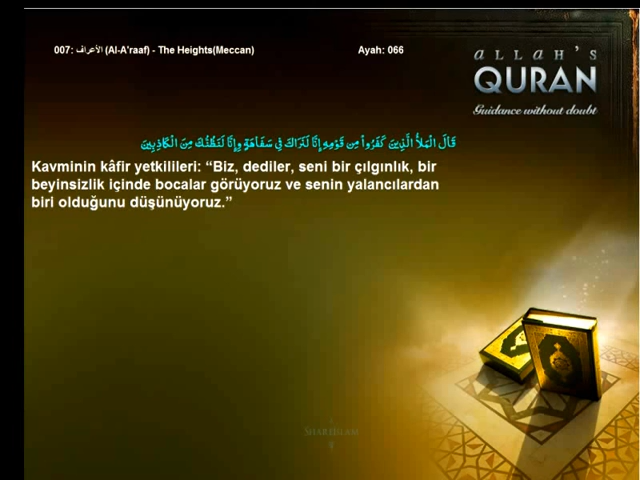 007: الأعراف (Al-A'raaf) - The Heights(Meccan) Ayah: 066
ALLAH'S
QURAN
Guidance without doubt
قَالَ الْمَلأُ الَّذِينَ كَفَرُواْ مِن قَوْمِهِ إِنَّا لَنَرَاكَ فِي سَفَاهَةٍ وِإِنَّا لَنَظُنُّكَ مِنَ الْكَاذِبِينَ
Kavminin kâfir yetkilileri: “Biz, dediler, seni bir çılgınlık, bir
beyinsizlik içinde bocalar görüyoruz ve senin yalancılardan
biri olduğunu düşünüyoruz.”